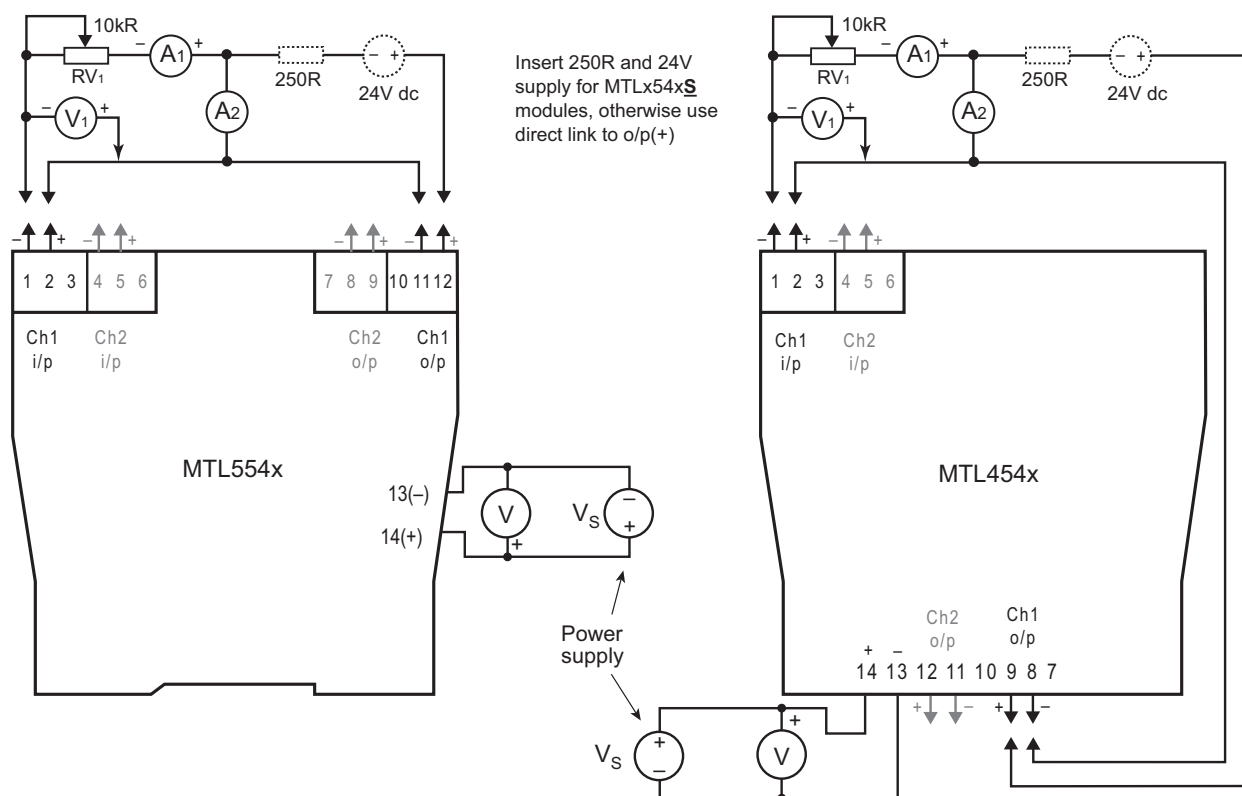 10kR
– A1 +
– +
RV1
250R
24V dc
– V1 +
A2
Insert 250R and 24V
supply for MTLx54xS
modules, otherwise use
direct link to o/p(+)
10kR
– A1 +
– +
RV1
250R
24V dc
– V1 +
A2
– + – + – + – +
1 2 3 4 5 6 7 8 9 10 11 12
Ch1 Ch2 Ch2 Ch1
i/p i/p o/p o/p
MTL554x
13(–)
14(+)
V
+
VS
–
+
Power
supply
– + – +
1 2 3 4 5 6
Ch1 Ch2
i/p i/p
MTL454x
Ch2 Ch1
o/p o/p
+ –
14 13 12 11 10 9 8 7
+ – + –
VS
+
–
+
V